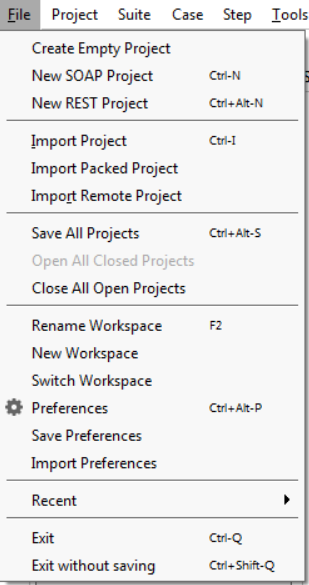 File Project Suite Case Step Tools
Create Empty Project
New SOAP Project Ctrl-N
New REST Project Ctrl+Alt-N
Import Project Ctrl-I
Import Packed Project
Import Remote Project
Save All Projects Ctrl+Alt-S
Open All Closed Projects
Close All Open Projects
Rename Workspace F2
New Workspace
Switch Workspace
Preferences Ctrl+Alt-P
Save Preferences
Import Preferences
Recent
Exit Ctrl-Q
Exit without saving Ctrl+Shift-Q